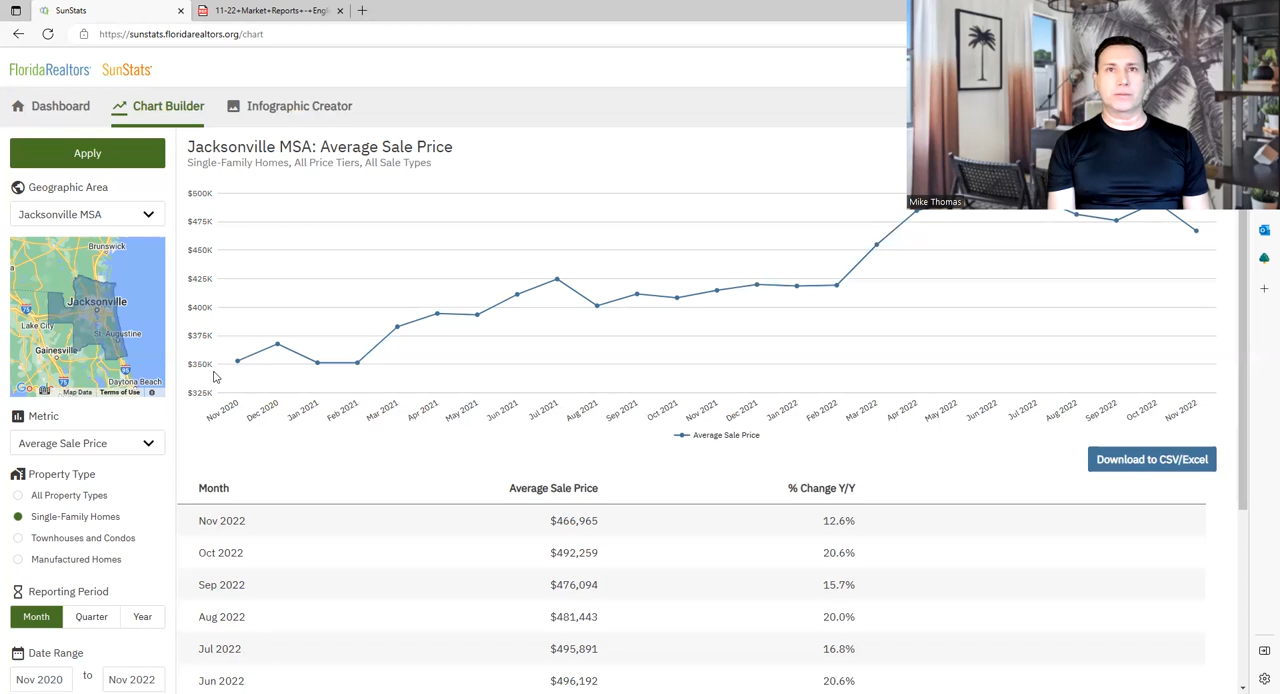 SunStats
11-22+Market+Reports+-+Engl
https://sunstats.floridarealtors.org/chart
FloridaRealtors SunStats
Dashboard
Chart Builder
Infographic Creator
Mike Thomas
Apply
Geographic Area
Jacksonville MSA
Brunswick
Jacksonville
75
Lake City
St. Augustine
Gainesville
75
95
Daytona Beach
Google
Map Data
Terms of Use
Metric
Average Sale Price
Property Type
All Property Types
Single-Family Homes
Townhouses and Condos
Manufactured Homes
Reporting Period
Month Quarter Year
Date Range
Nov 2020 to Nov 2022
Jacksonville MSA: Average Sale Price
Single-Family Homes, All Price Tiers, All Sale Types
$500K
$475K
$450K
$425K
$400K
$375K
$350K
$325K
Nov 2020 Dec 2020 Jan 2021 Feb 2021 Mar 2021 Apr 2021 May 2021 Jun 2021 Jul 2021 Aug 2021 Sep 2021 Oct 2021 Nov 2021 Dec 2021 Jan 2022 Feb 2022 Mar 2022 Apr 2022 May 2022 Jun 2022 Jul 2022 Aug 2022 Sep 2022 Oct 2022 Nov 2022
Average Sale Price
Download to CSV/Excel
Month Average Sale Price % Change Y/Y
Nov 2022 $466,965 12.6%
Oct 2022 $492,259 20.6%
Sep 2022 $476,094 15.7%
Aug 2022 $481,443 20.0%
Jul 2022 $495,891 16.8%
Jun 2022 $496,192 20.6%